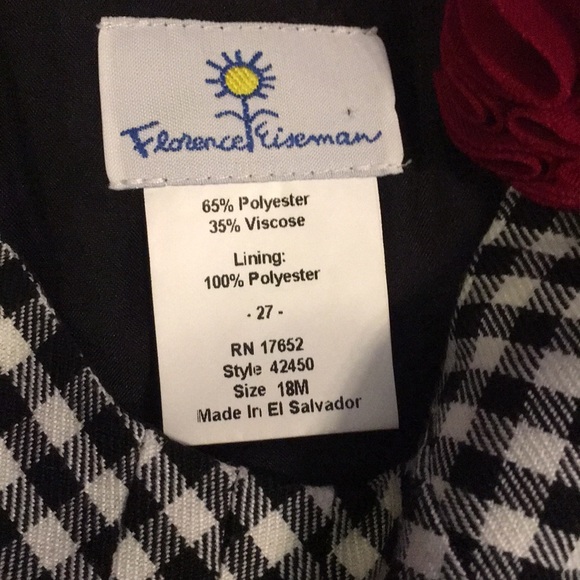 Florence Eiseman
65% Polyester
35% Viscose
Lining:
100% Polyester
- 27 -
RN 17652
Style 42450
Size 18M
Made In El Salvador